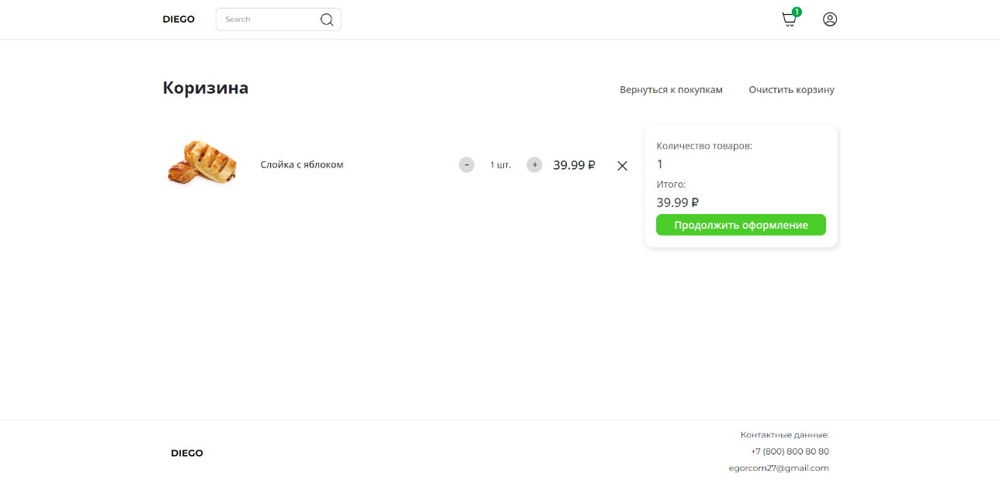 DIEGO
Search
1
Коризина
Вернуться к покупкам
Очистить корзину
Слойка с яблоком
-
1 шт.
+
39.99 ₽
Количество товаров:
1
Итого:
39.99 ₽
Продолжить оформление
DIEGO
Контактные данные:
+7 (800) 800 80 80
egorcom27@gmail.com